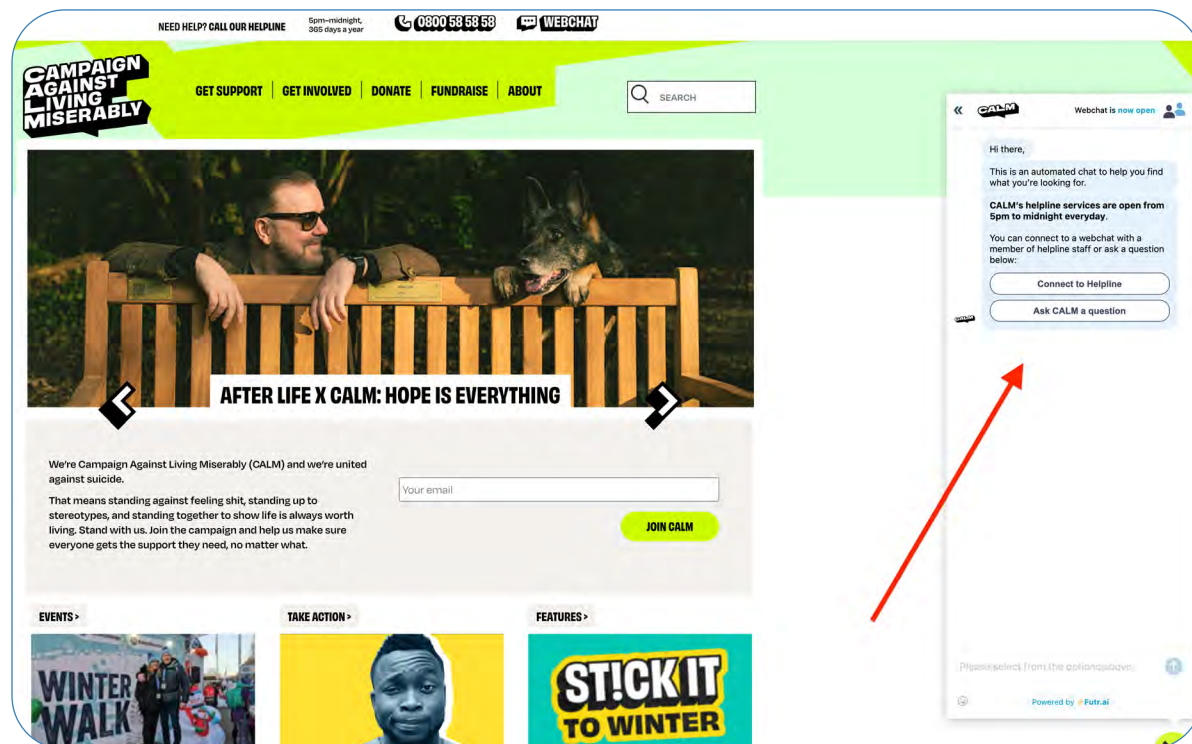 NEED HELP? CALL OUR HELPLINE
5pm–midnight,
365 days a year
0800 58 58 58
WEBCHAT
CAMPAIGN
AGAINST
LIVING
MISERABLY
GET SUPPORT
GET INVOLVED
DONATE
FUNDRAISE
ABOUT
SEARCH
AFTER LIFE X CALM: HOPE IS EVERYTHING
We're Campaign Against Living Miserably (CALM) and we're united
against suicide.
That means standing against feeling shit, standing up to
stereotypes, and standing together to show life is always worth
living. Stand with us. Join the campaign and help us make sure
everyone gets the support they need, no matter what.
Your email
JOIN CALM
EVENTS >
TAKE ACTION >
FEATURES >
WINTER
WALK
ST!CK IT
TO WINTER
CALM
Webchat is now open
Hi there,
This is an automated chat to help you find
what you're looking for.
CALM's helpline services are open from
5pm to midnight everyday.
You can connect to a webchat with a
member of helpline staff or ask a question
below:
Connect to Helpline
Ask CALM a question
CALM
Please select from the options above.
Powered by Futr.ai